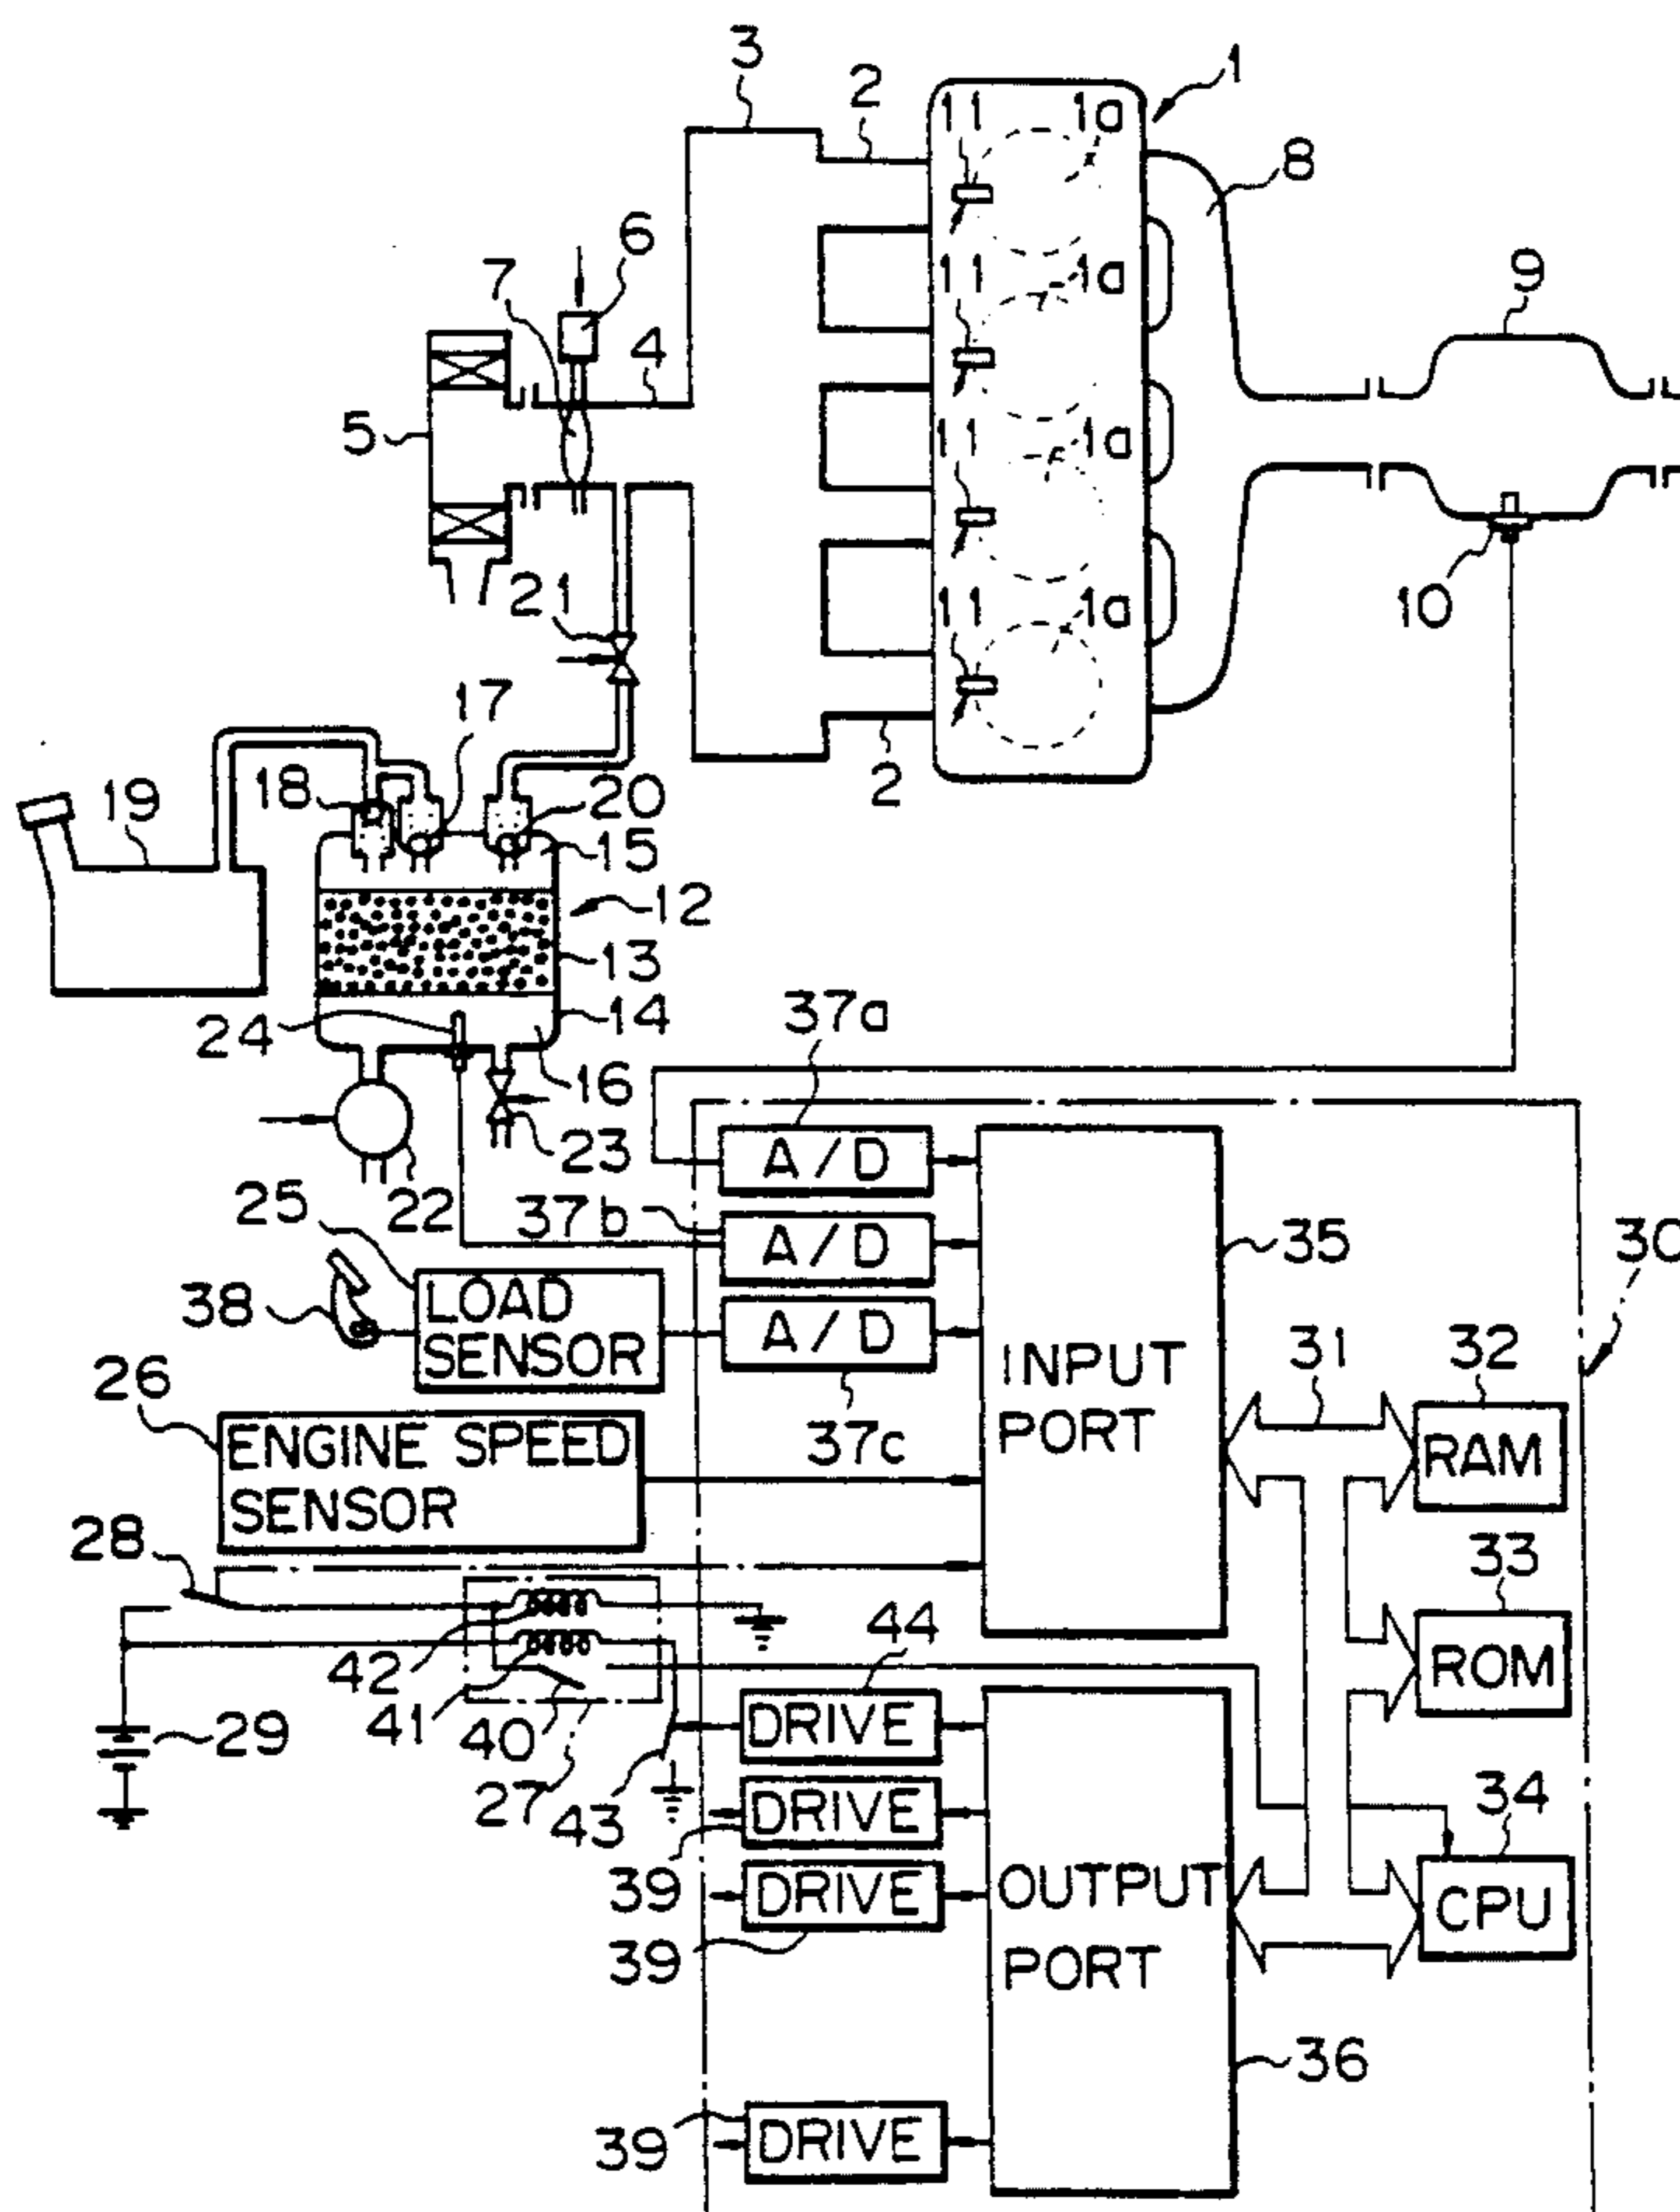 3
2
1
11
1a
8
6
7
4
11
1a
9
5
11
1a
21
11
1a
10
17
2
19
18
20
15
12
13
24
14
37a
16
23
25
22
37b
A/D
A/D
35
30
38
LOAD
SENSOR
A/D
INPUT
PORT
31
32
26
ENGINE SPEED
SENSOR
37c
RAM
28
33
44
42
ROM
41
40
29
27
43
DRIVE
34
39
DRIVE
DRIVE
OUTPUT
PORT
CPU
39
36
39
DRIVE